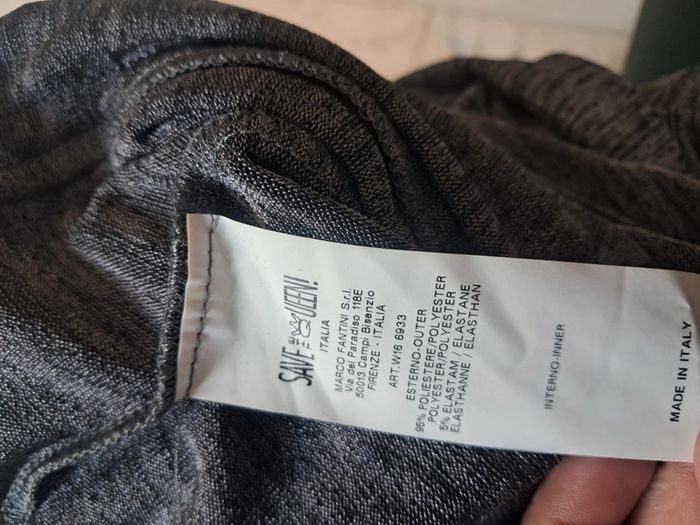 SAVE THE QUEEN!
ITALIA
MARCO FANTINI S.r.l.
Via del Paradiso 118E
50013 Campi Bisenzio
FIRENZE - ITALIA
ART. W16 6933
ESTERNO-OUTER
95% POLIESTERE/POLYESTER
POLYESTER/POLYESTER
5% ELASTAM / ELASTANE
ELASTHANNE / ELASTHAN
INTERNO-INNER
MADE IN ITALY